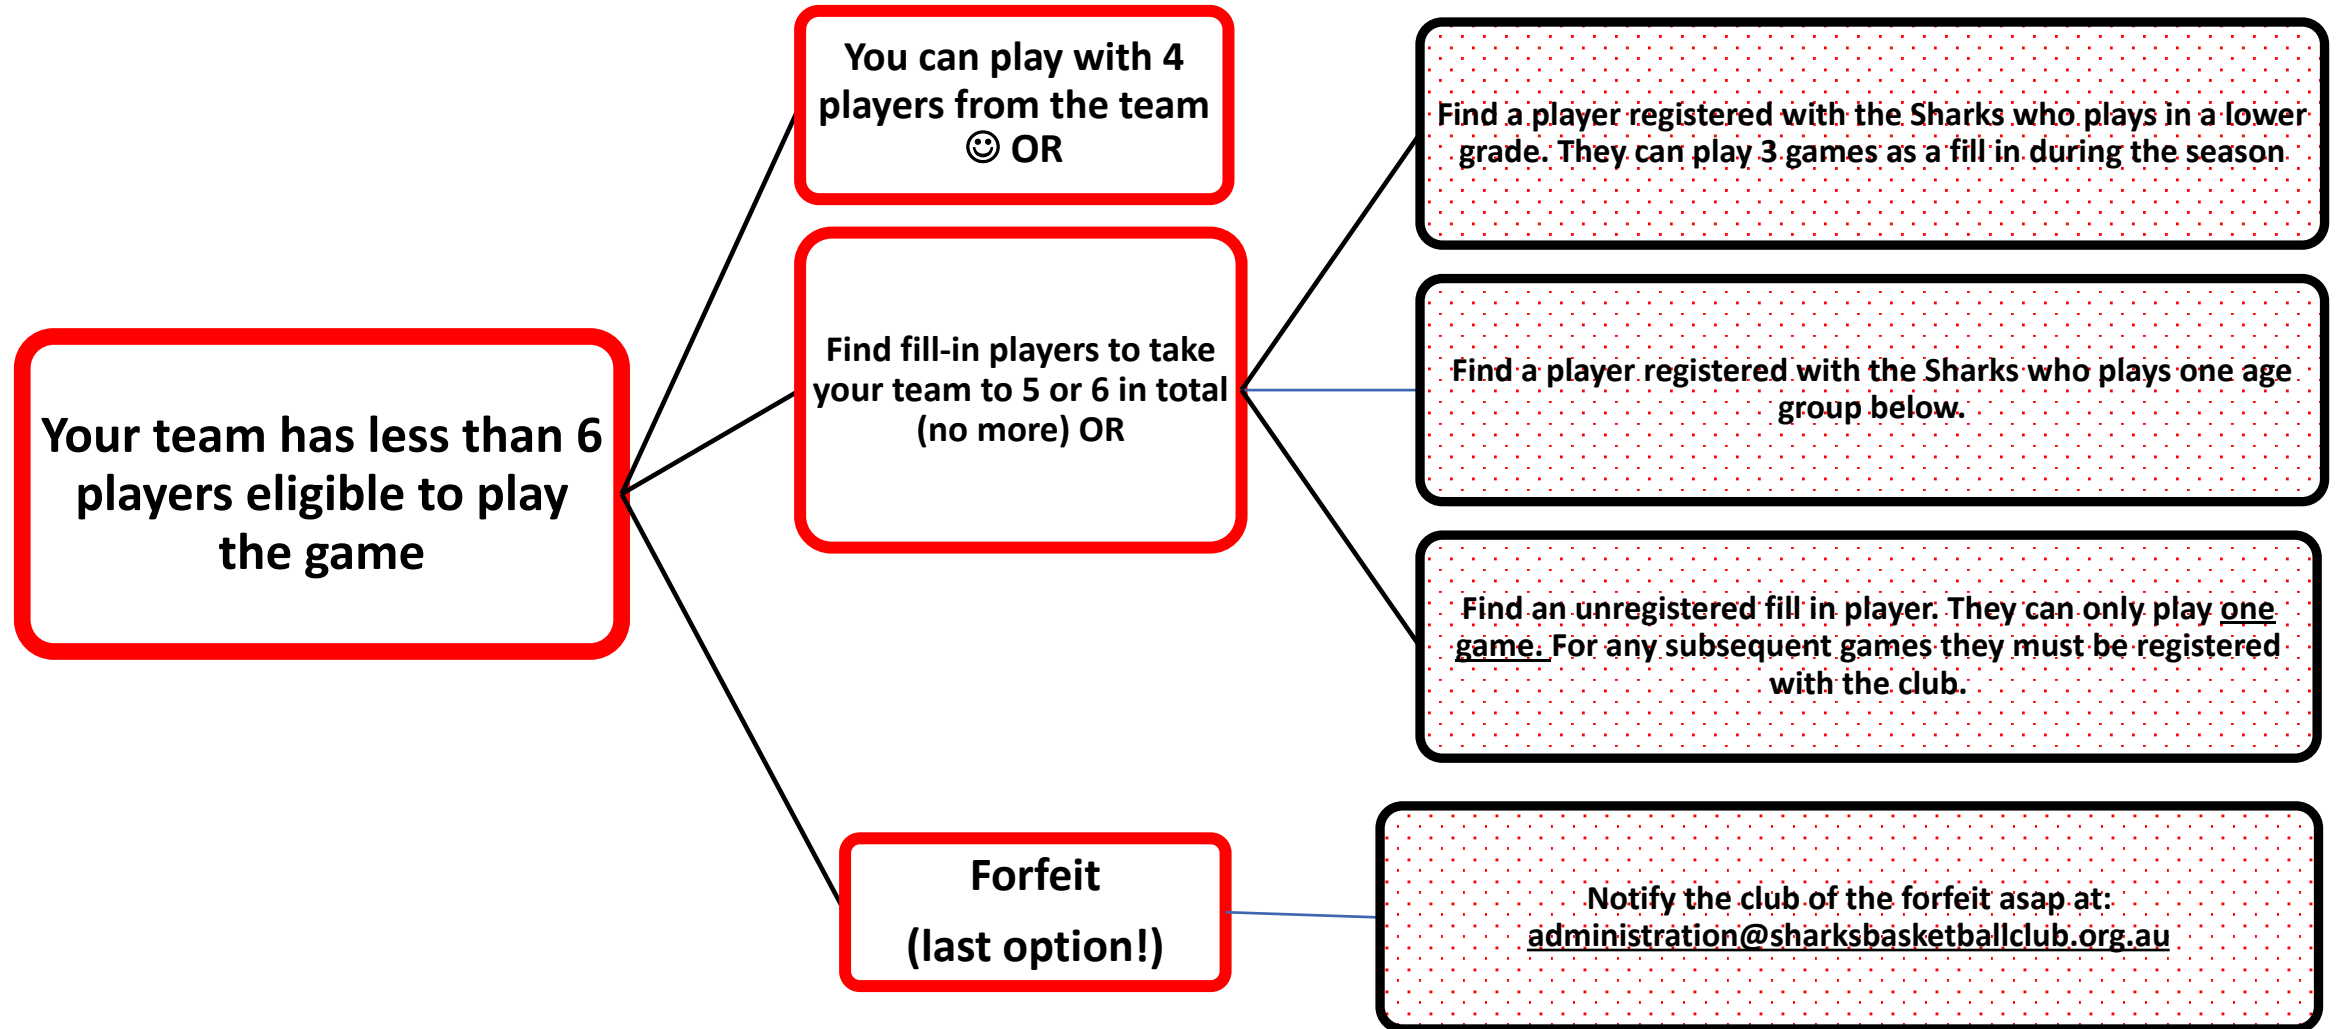 Your team has less than 6
players eligible to play
the game
You can play with 4
players from the team
☺ OR
Find fill-in players to take
your team to 5 or 6 in total
(no more) OR
Forfeit
(last option!)
Find a player registered with the Sharks who plays in a lower
grade. They can play 3 games as a fill in during the season
Find a player registered with the Sharks who plays one age
group below.
Find an unregistered fill in player. They can only play one
game. For any subsequent games they must be registered
with the club.
Notify the club of the forfeit asap at:
administration@sharksbasketballclub.org.au